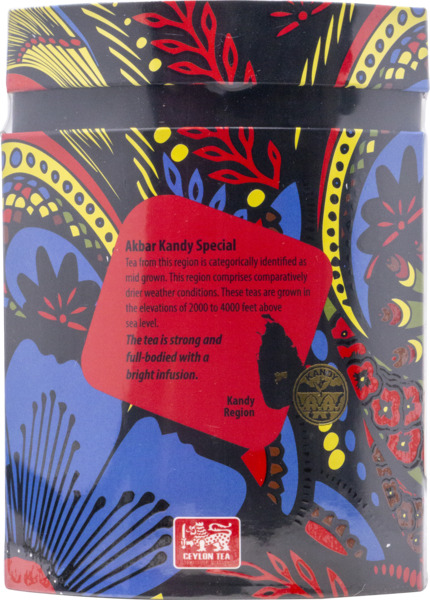 Akbar Kandy Special
Tea from this region is categorically identified as
mid grown. This region comprises comparatively
drier weather conditions. These teas are grown in
the elevations of 2000 to 4000 feet above
sea level.
The tea is strong and
full-bodied with a
bright infusion.
Kandy
Region
KANDY
CEYLON TEA